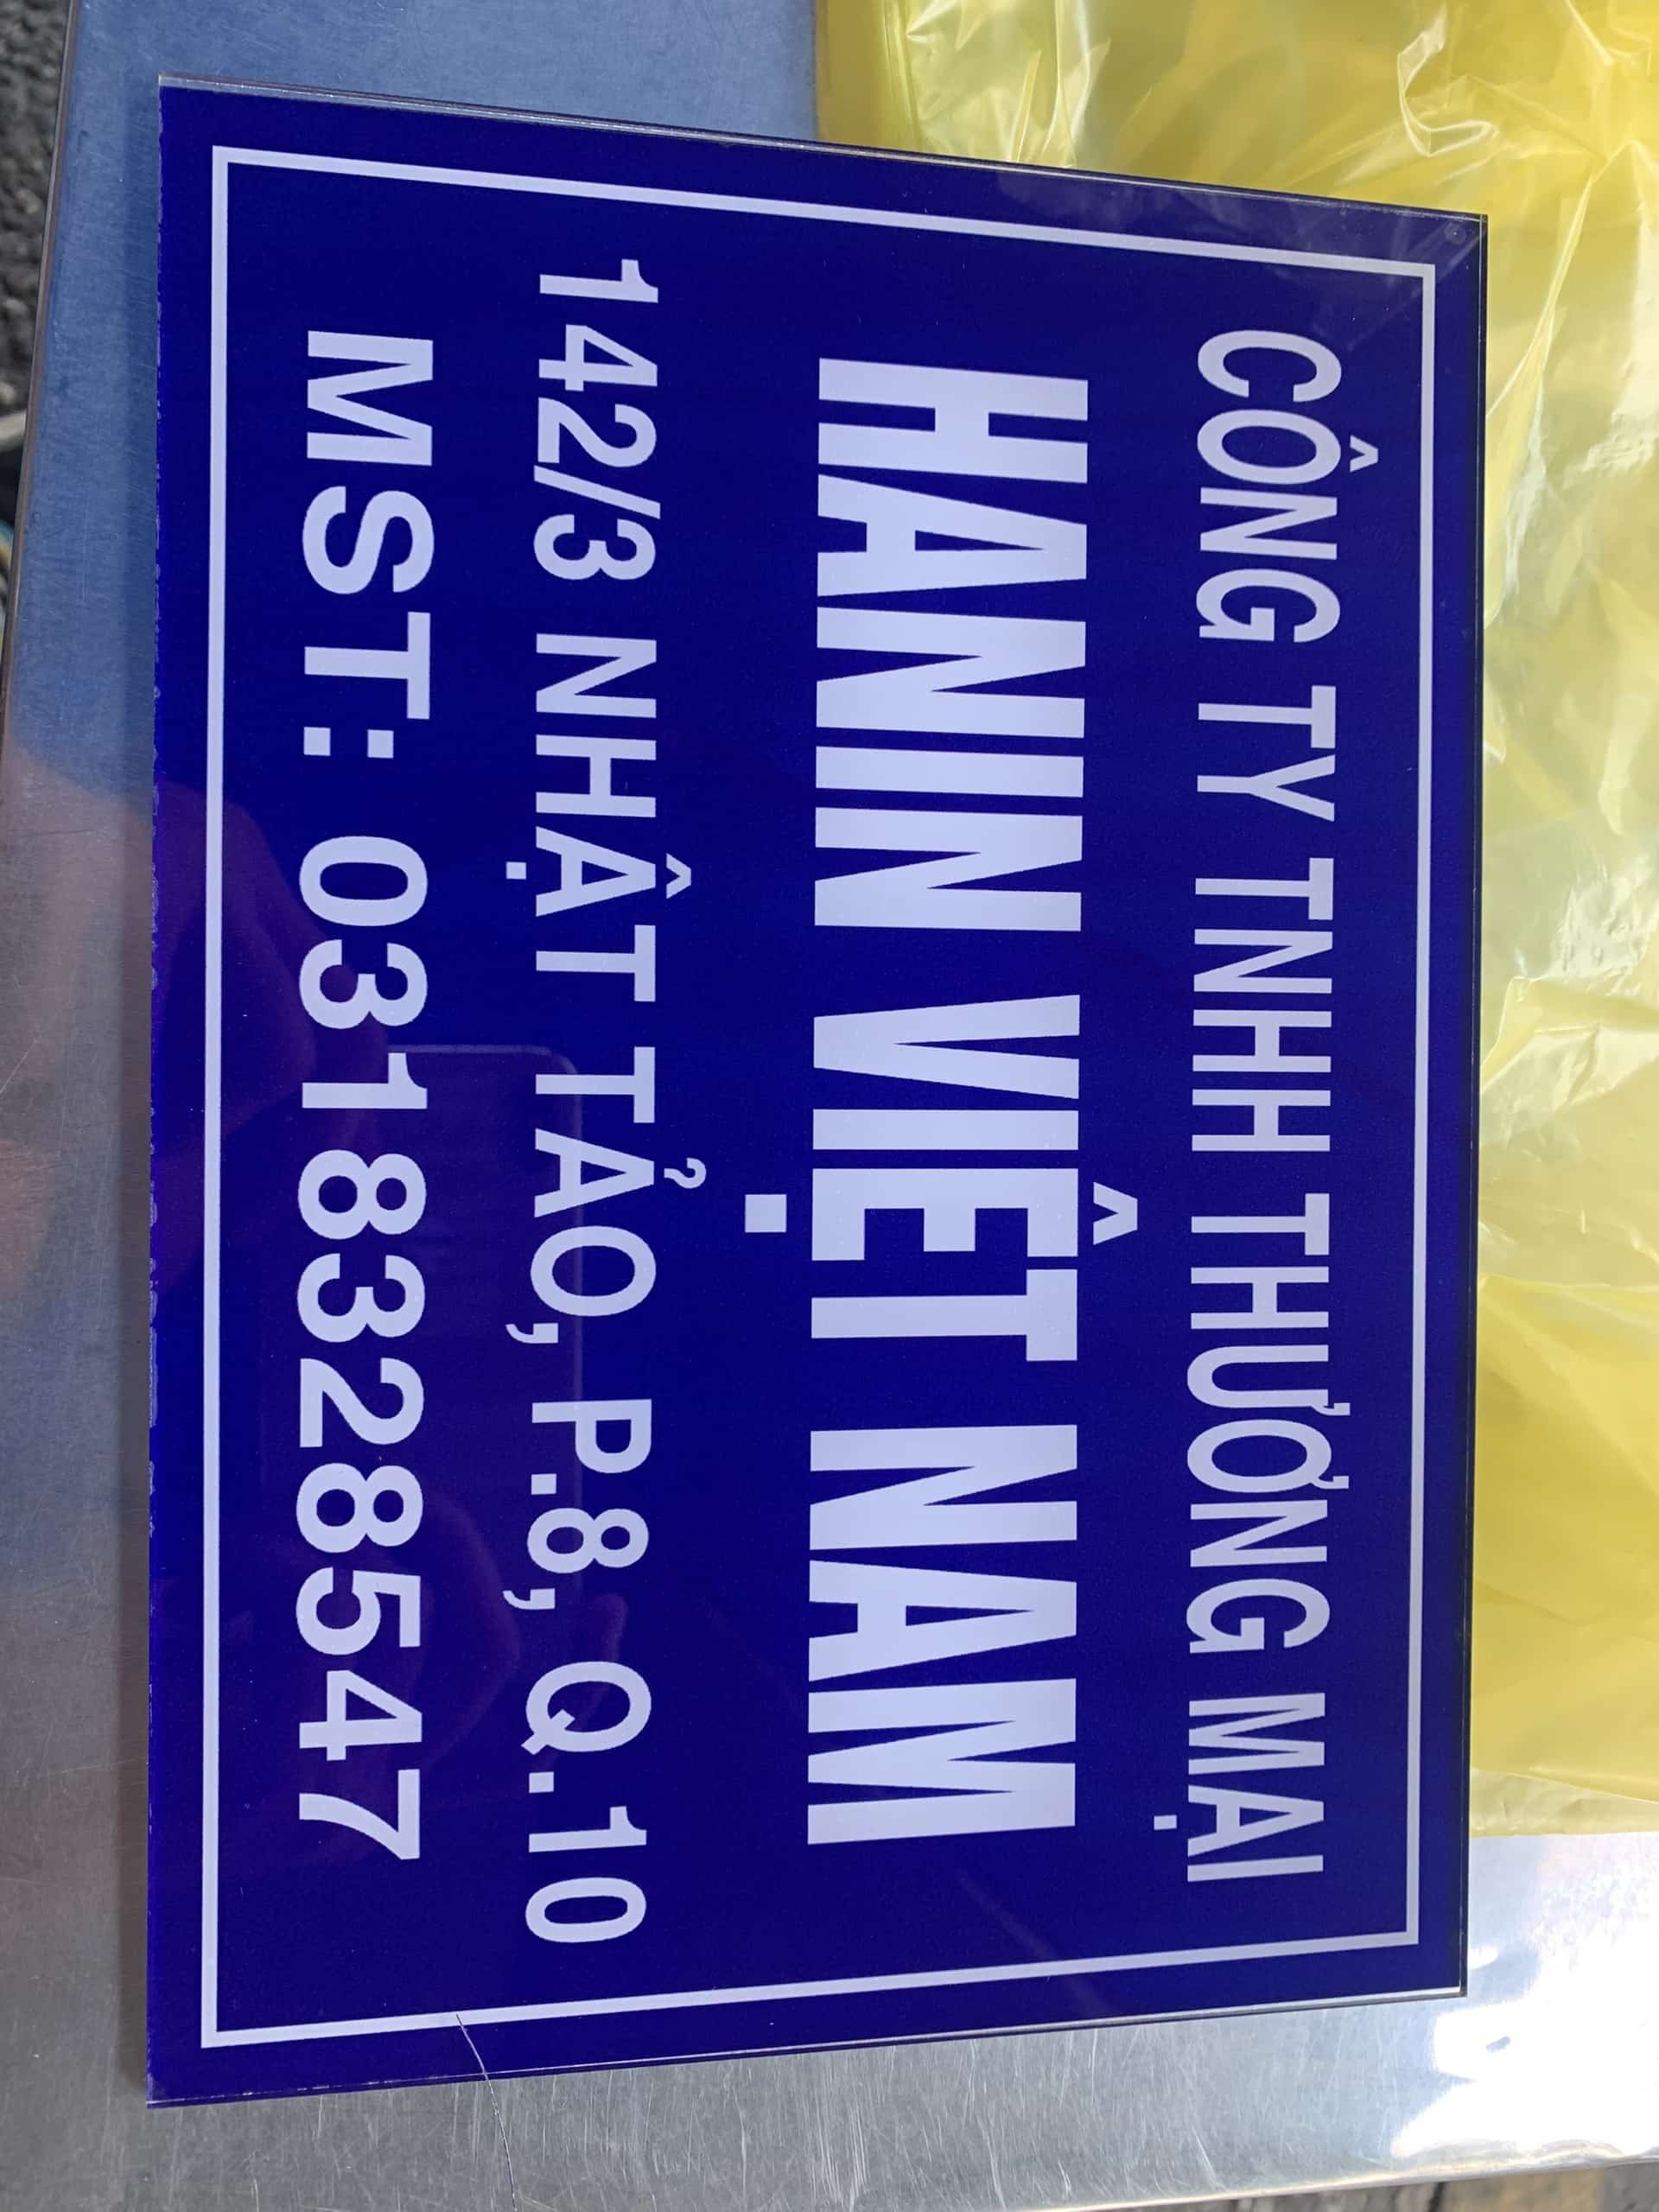 CÔNG TY TNHH THƯƠNG MẠI
HANIN VIỆT NAM
142/3 NHẬT TẢO, P.8, Q.10
MST: 0318328547